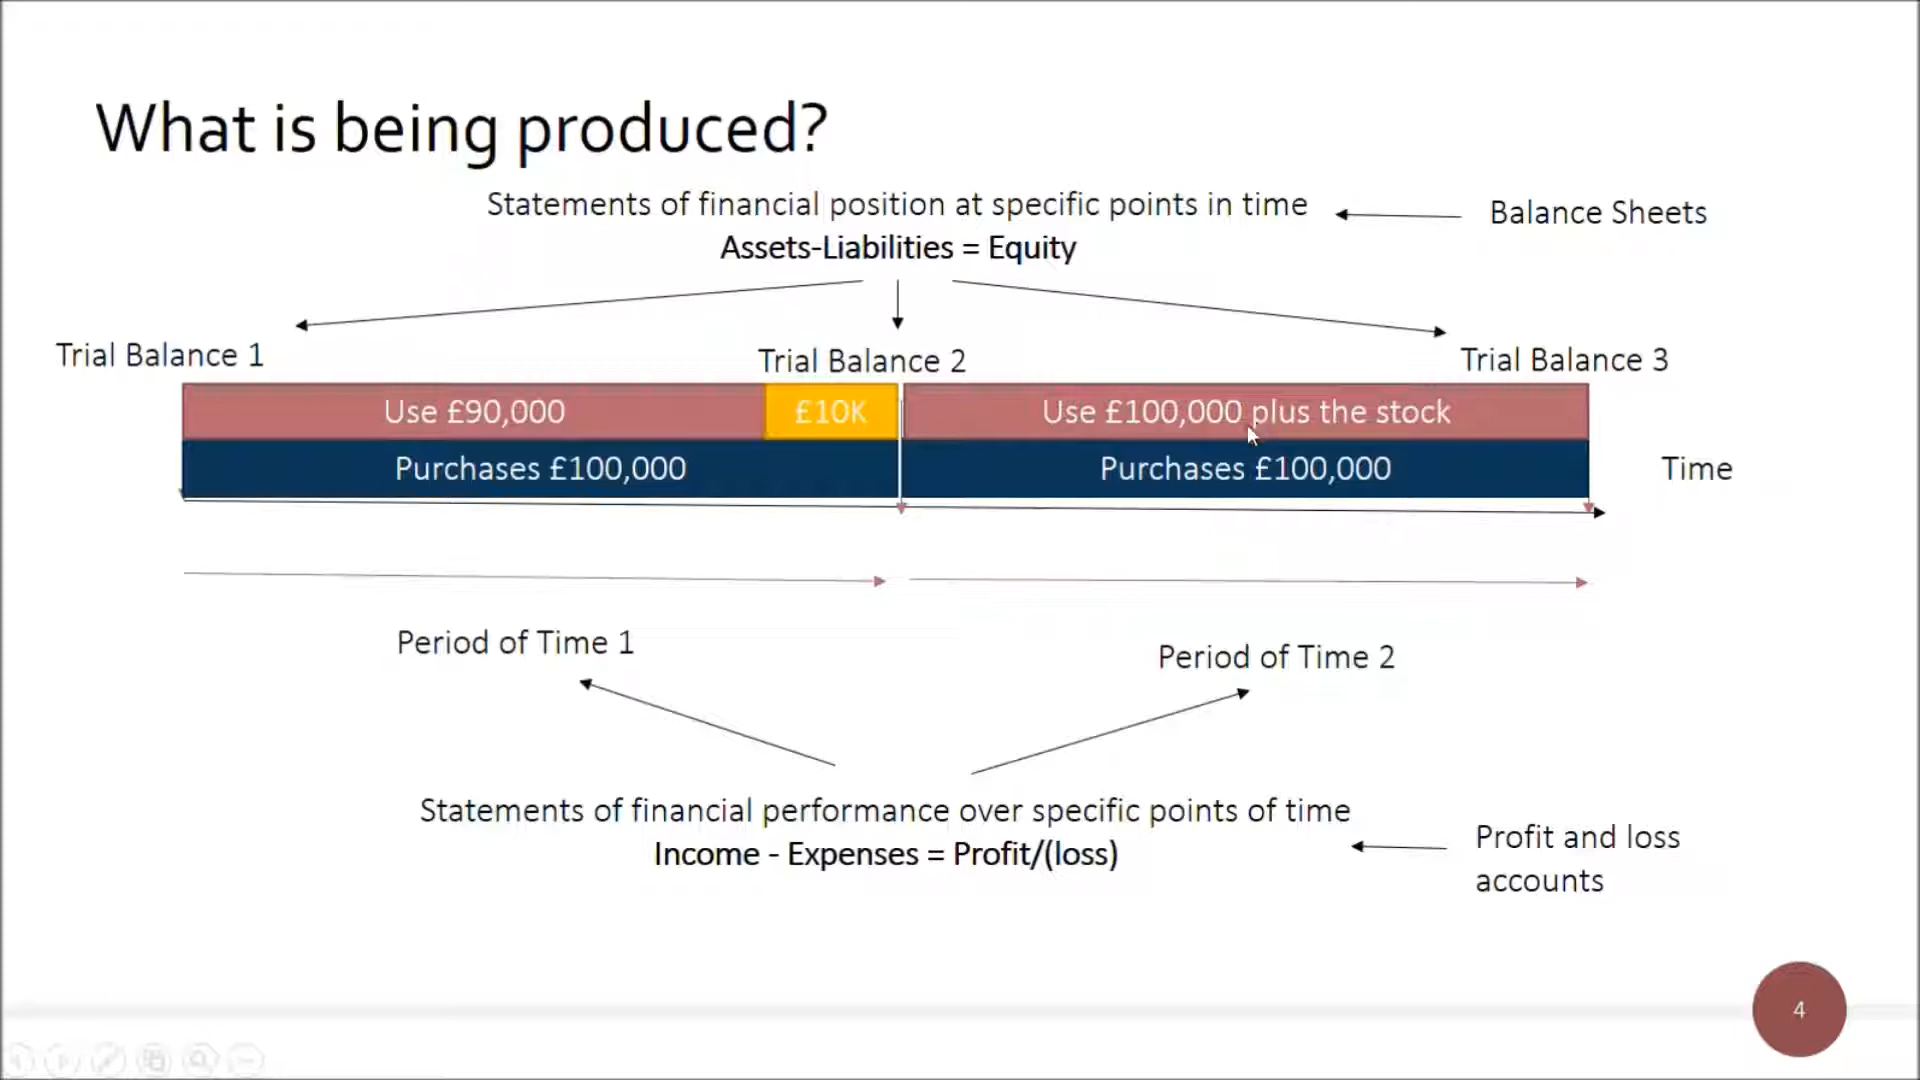 What is being produced?
Statements of financial position at specific points in time
Balance Sheets
Assets-Liabilities = Equity
Trial Balance 1
Trial Balance 2
Trial Balance 3
Use £90,000
£10K
Use £100,000 plus the stock
Purchases £100,000
Purchases £100,000
Time
Period of Time 1
Period of Time 2
Statements of financial performance over specific points of time
Income - Expenses = Profit/(loss)
Profit and loss
accounts
4